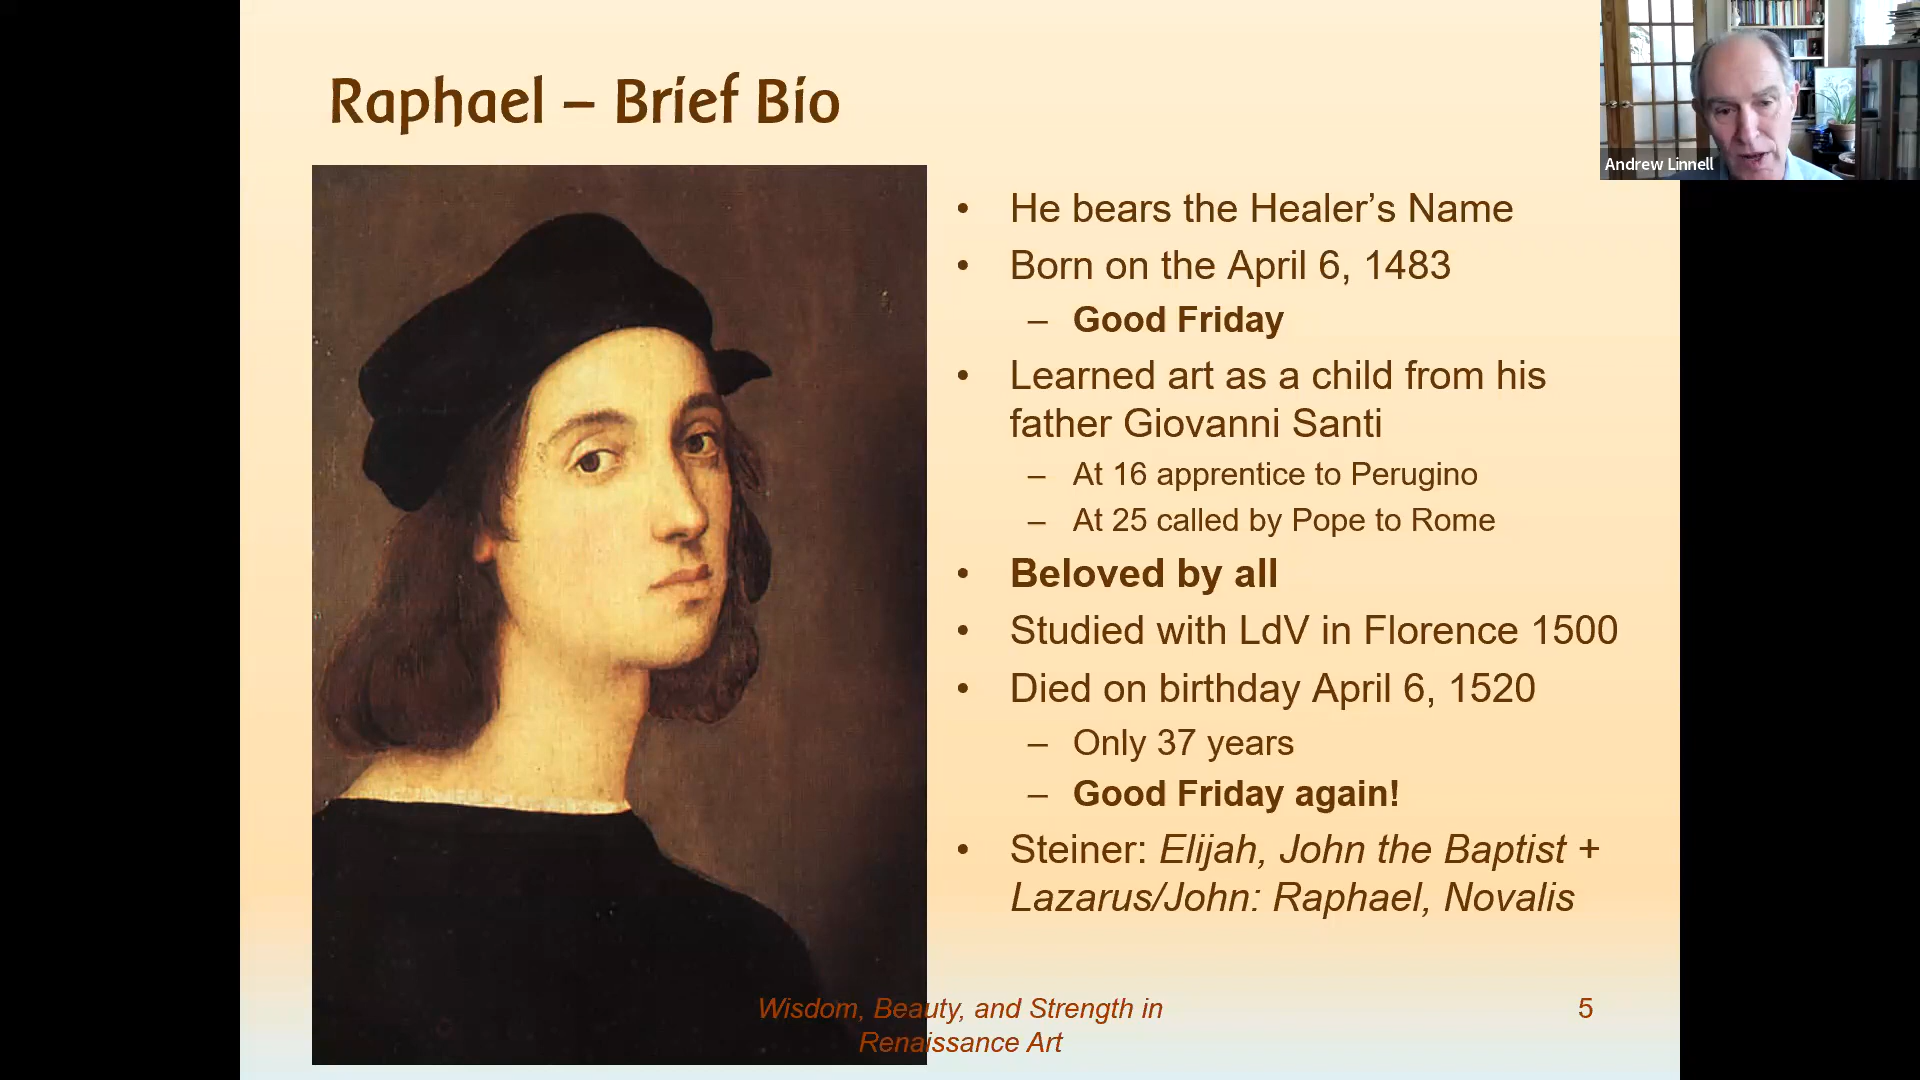 Raphael – Brief Bio
Andrew Linnell
• He bears the Healer’s Name
• Born on the April 6, 1483
– Good Friday
• Learned art as a child from his
father Giovanni Santi
– At 16 apprentice to Perugino
– At 25 called by Pope to Rome
• Beloved by all
• Studied with LdV in Florence 1500
• Died on birthday April 6, 1520
– Only 37 years
– Good Friday again!
• Steiner: Elijah, John the Baptist +
Lazarus/John: Raphael, Novalis
Wisdom, Beauty, and Strength in
Renaissance Art
5